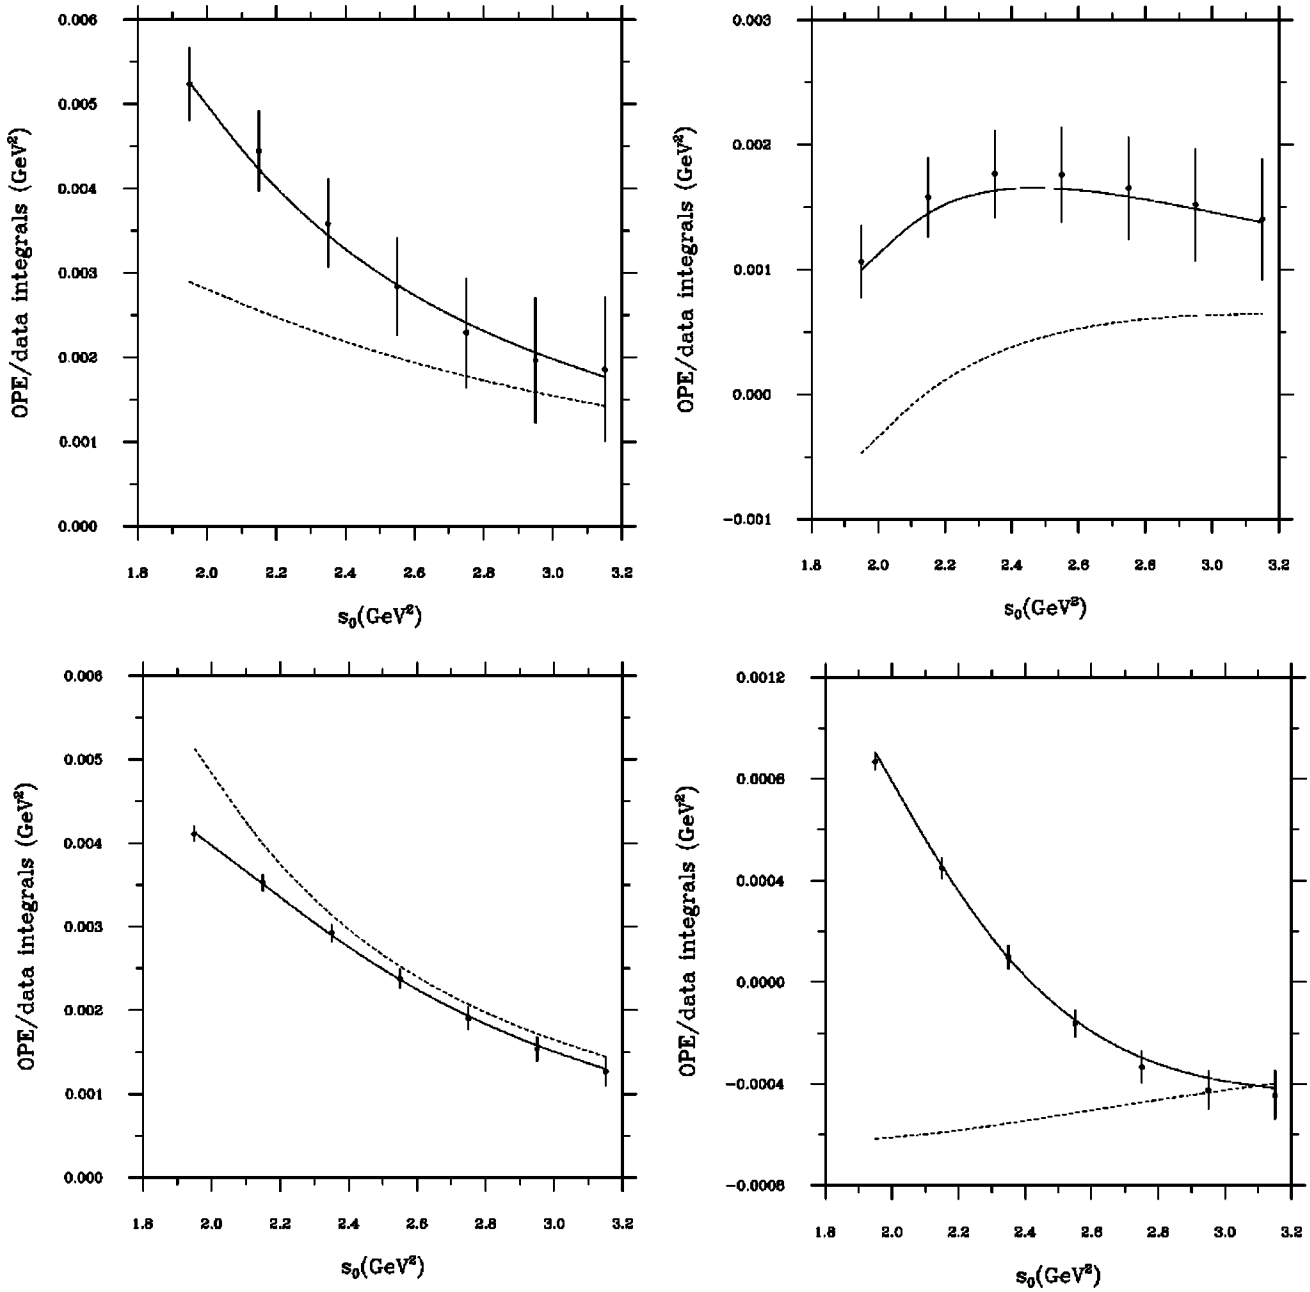 0.006
0.005
0.004
0.003
0.002
0.001
0.000
OPE/data integrals (GeV²)
1.8 2.0 2.2 2.4 2.6 2.8 3.0 3.2
s₀(GeV²)
0.003
0.002
0.001
0.000
−0.001
OPE/data integrals (GeV²)
1.8 2.0 2.2 2.4 2.6 2.8 3.0 3.2
s₀(GeV²)
0.006
0.005
0.004
0.003
0.002
0.001
0.000
OPE/data integrals (GeV²)
1.8 2.0 2.2 2.4 2.6 2.8 3.0 3.2
s₀(GeV²)
0.0012
0.0008
0.0004
0.0000
−0.0004
−0.0008
OPE/data integrals (GeV²)
1.8 2.0 2.2 2.4 2.6 2.8 3.0 3.2
s₀(GeV²)